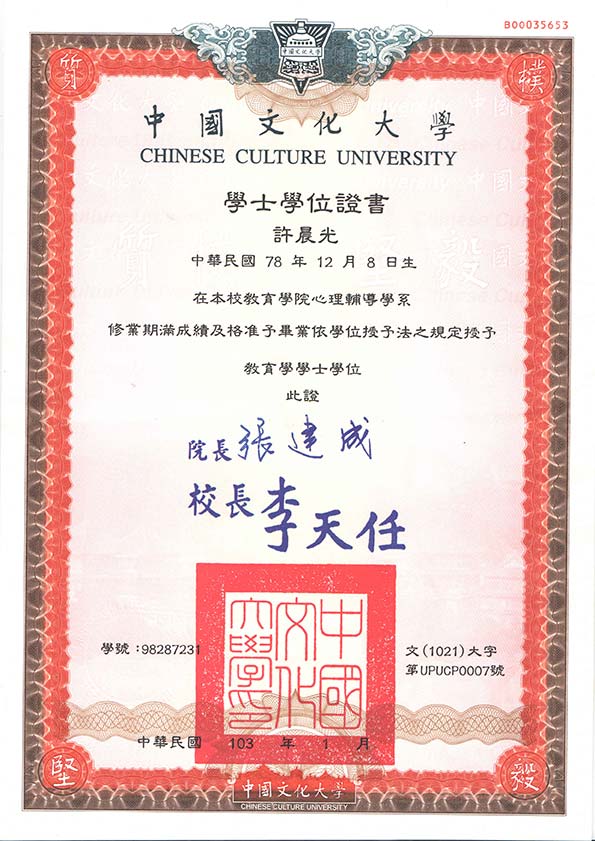 B00035653
中國文化大學
質
樸
中國文化大學
CHINESE CULTURE UNIVERSITY
學士學位證書
許晨光
中華民國 78 年 12 月 8 日生
在本校教育學院心理輔導學系
修業期滿成績及格准予畢業依學位授予法之規定授予
教育學學士學位
此證
院長 張建成
校長 李天任
中國文化大學印
學號：98287231
文(1021)大字
第UPUCP0007號
中華民國 103 年 1 月
堅
毅
中國文化大學
CHINESE CULTURE UNIVERSITY